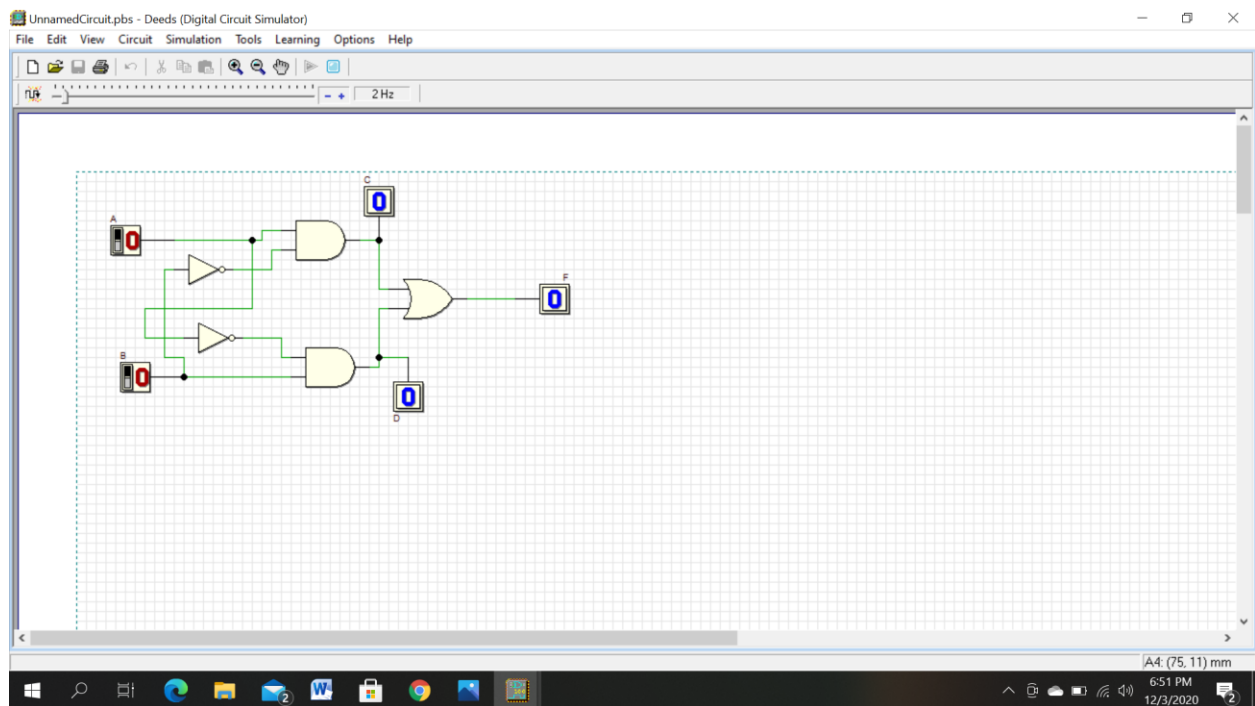 UnnamedCircuit.pbs - Deeds (Digital Circuit Simulator)
File Edit View Circuit Simulation Tools Learning Options Help
- + 2 Hz
C
0
A
0
F
0
B
0
0
D
A4: (75, 11) mm
6:51 PM
2 W 12/3/2020 2